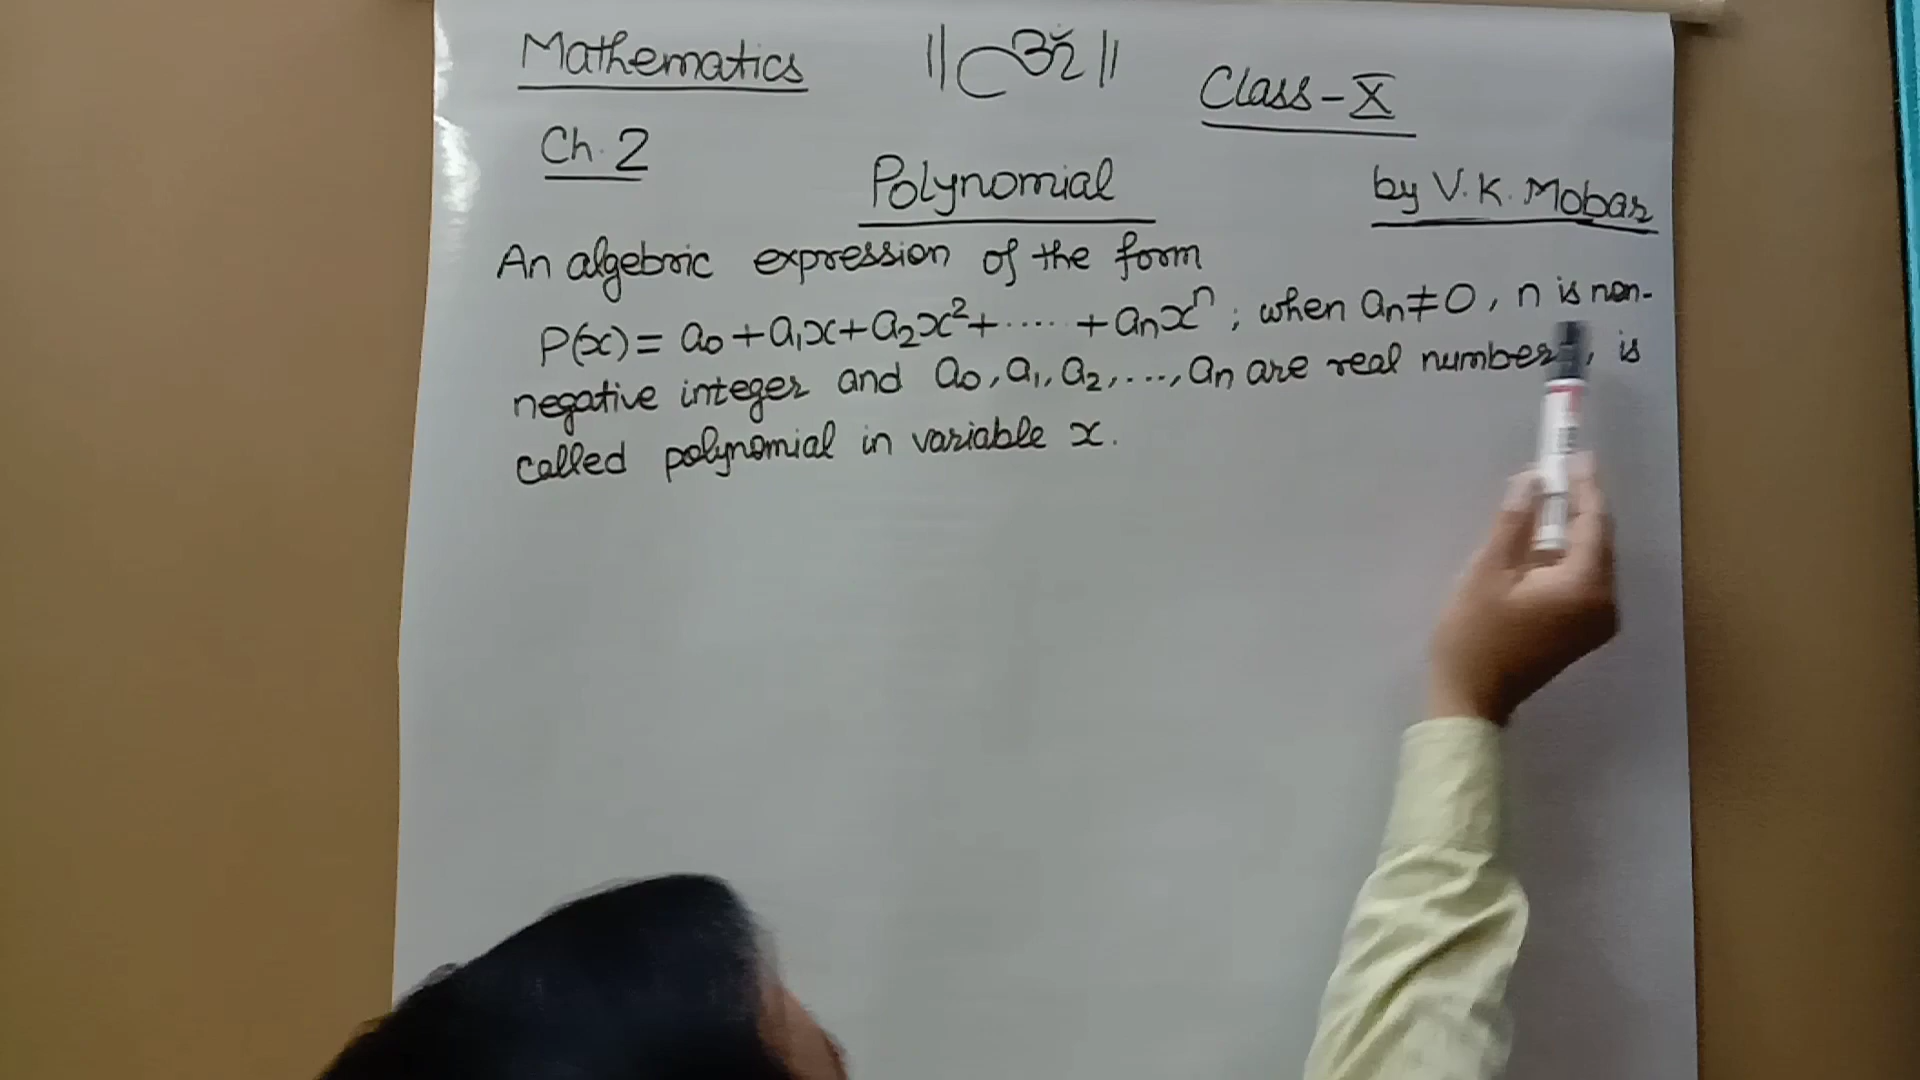 Mathematics
|| ॐ ||
Class-X
Ch. 2
Polynomial
by V.K. Mobar
An algebric expression of the form
P(x) = a₀ + a₁x + a₂x² + ..... + aₙxⁿ ; when aₙ ≠ 0, n is non-
negative integer and a₀, a₁, a₂, ..., aₙ are real number , is
called polynomial in variable x.